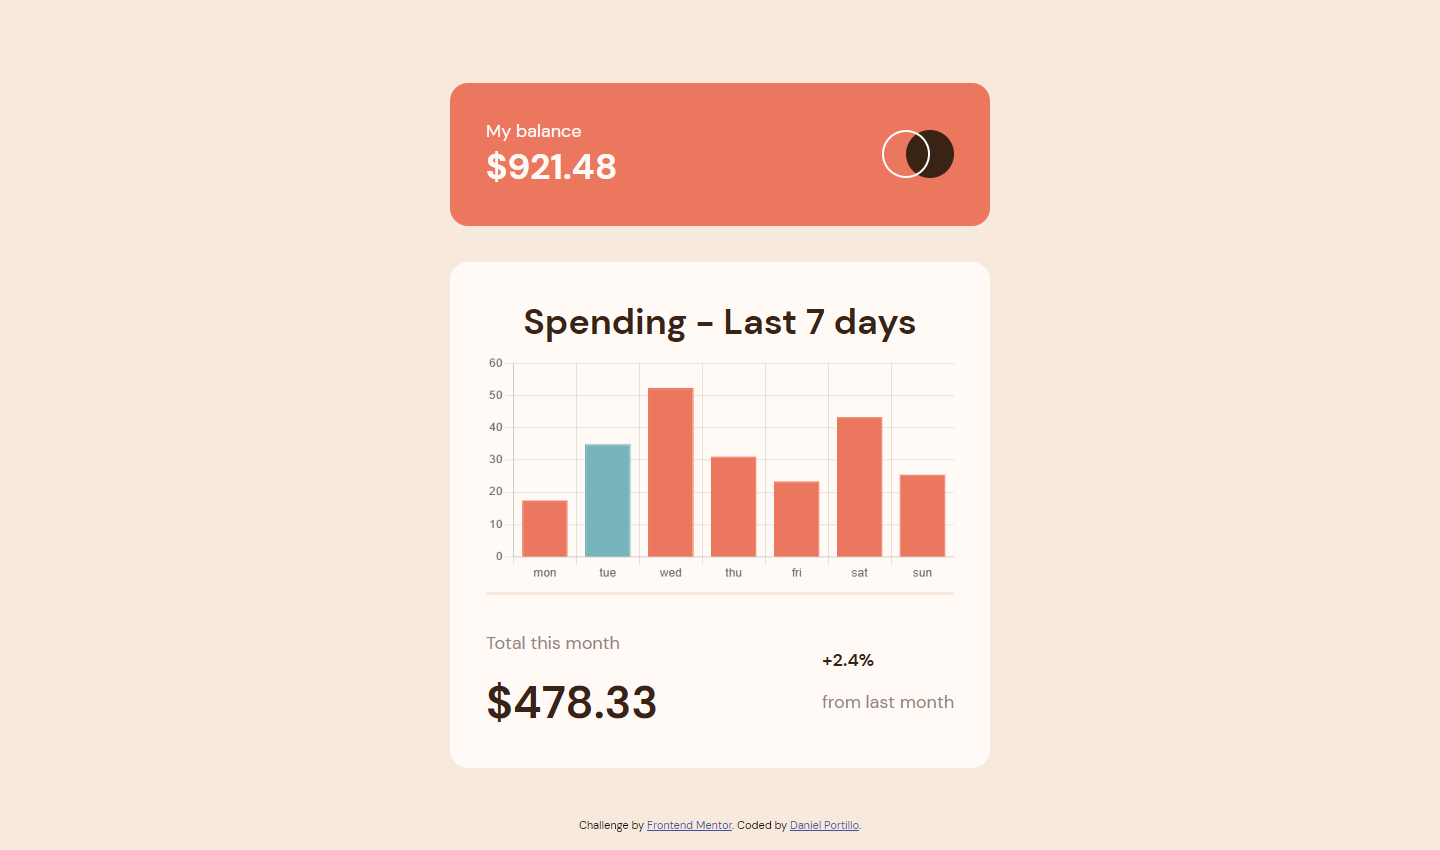 My balance
$921.48
Spending - Last 7 days
60
50
40
30
20
10
0
mon tue wed thu fri sat sun
Total this month
$478.33
+2.4%
from last month
Challenge by Frontend Mentor. Coded by Daniel Portillo.